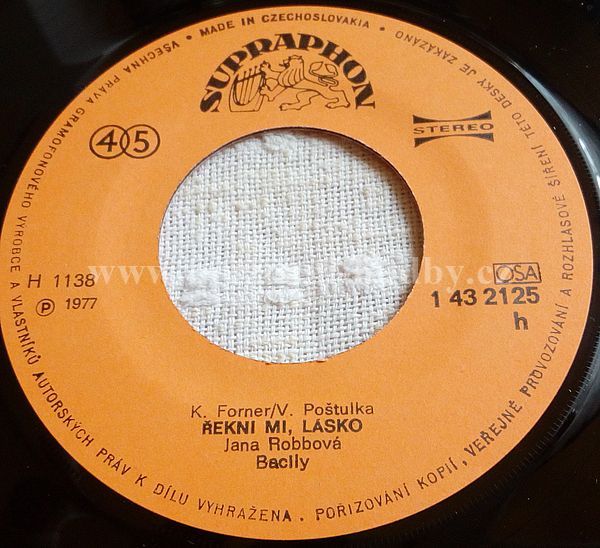 VŠECHNA PRÁVA GRAMOFONOVÉHO VÝROBCE A VLASTNÍKŮ AUTORSKÝCH PRÁV K DÍLU VYHRAŽENA. POŘIZOVÁNÍ KOPIÍ, VEŘEJNÉ PROVOZOVÁNÍ A ROZHLASOVÉ ŠÍŘENÍ TÉTO DESKY JE ZAKÁZÁNO • MADE IN CZECHOSLOVAKIA •
SUPRAPHON
45
STEREO
H 1138
℗ 1977
OSA
1 43 2125
h
K. Forner/V. Poštulka
ŘEKNI MI, LÁSKO
Jana Robbová
Bacily